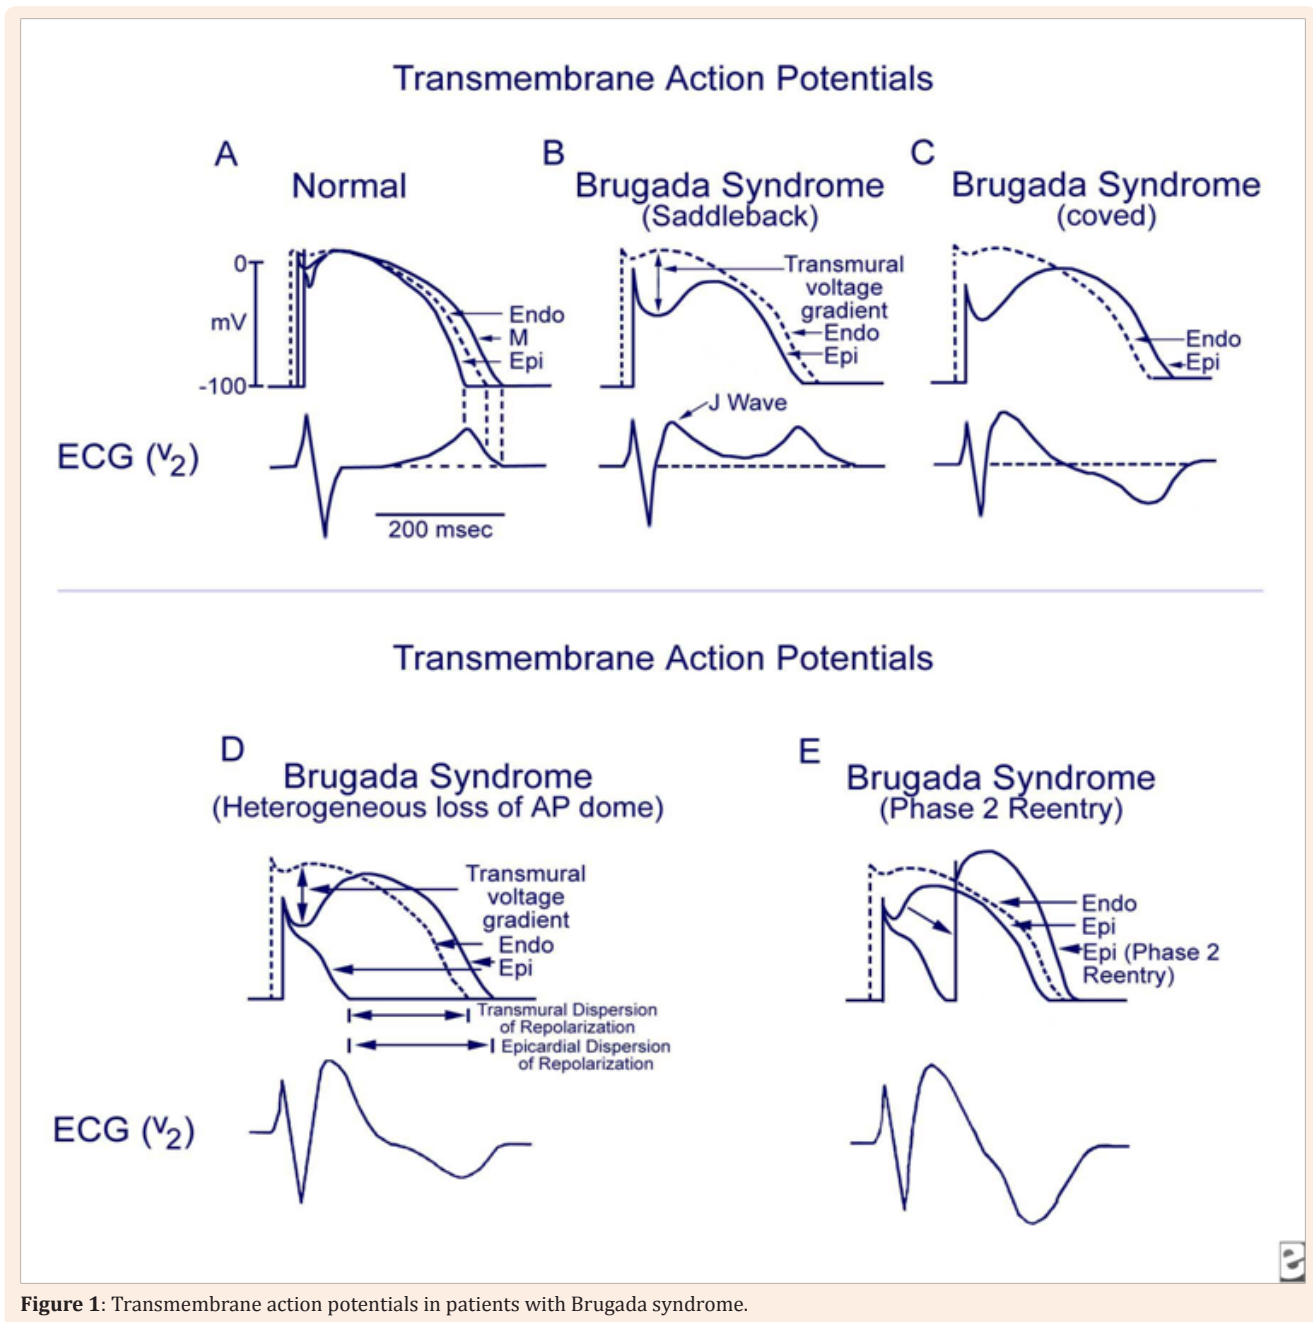 Transmembrane Action Potentials
A
Normal
B
Brugada Syndrome
(Saddleback)
C
Brugada Syndrome
(coved)
0
mV
-100
Endo
M
Epi
Transmural
voltage
gradient
Endo
Epi
Endo
Epi
J Wave
ECG (V2)
200 msec
Transmembrane Action Potentials
D
Brugada Syndrome
(Heterogeneous loss of AP dome)
E
Brugada Syndrome
(Phase 2 Reentry)
Transmural
voltage
gradient
Endo
Epi
Transmural Dispersion
of Repolarization
Epicardial Dispersion
of Repolarization
Endo
Epi
Epi (Phase 2
Reentry)
ECG (V2)
e
Figure 1: Transmembrane action potentials in patients with Brugada syndrome.